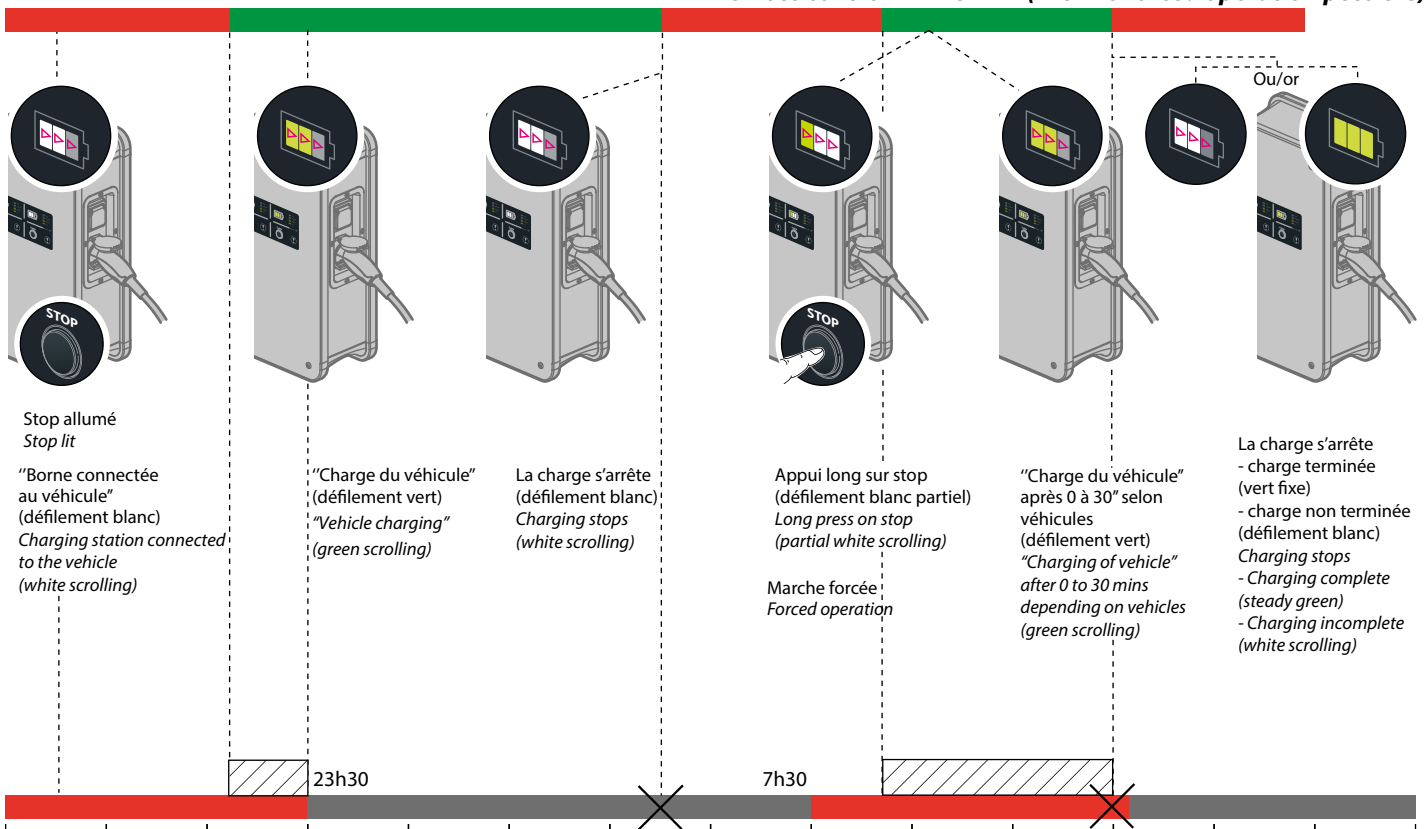 operation possible)
Ou/or
STOP
STOP
Stop allumé
Stop lit
‘’Borne connectée
au véhicule’’
(défilement blanc)
Charging station connected
to the vehicle
(white scrolling)
‘’Charge du véhicule’’
(défilement vert)
“Vehicle charging”
(green scrolling)
La charge s’arrête
(défilement blanc)
Charging stops
(white scrolling)
Appui long sur stop
(défilement blanc partiel)
Long press on stop
(partial white scrolling)
Marche forcée
Forced operation
‘’Charge du véhicule’’
après 0 à 30’’ selon
véhicules
(défilement vert)
“Charging of vehicle”
after 0 to 30 mins
depending on vehicles
(green scrolling)
La charge s’arrête
- charge terminée
(vert fixe)
- charge non terminée
(défilement blanc)
Charging stops
- Charging complete
(steady green)
- Charging incomplete
(white scrolling)
23h30
7h30